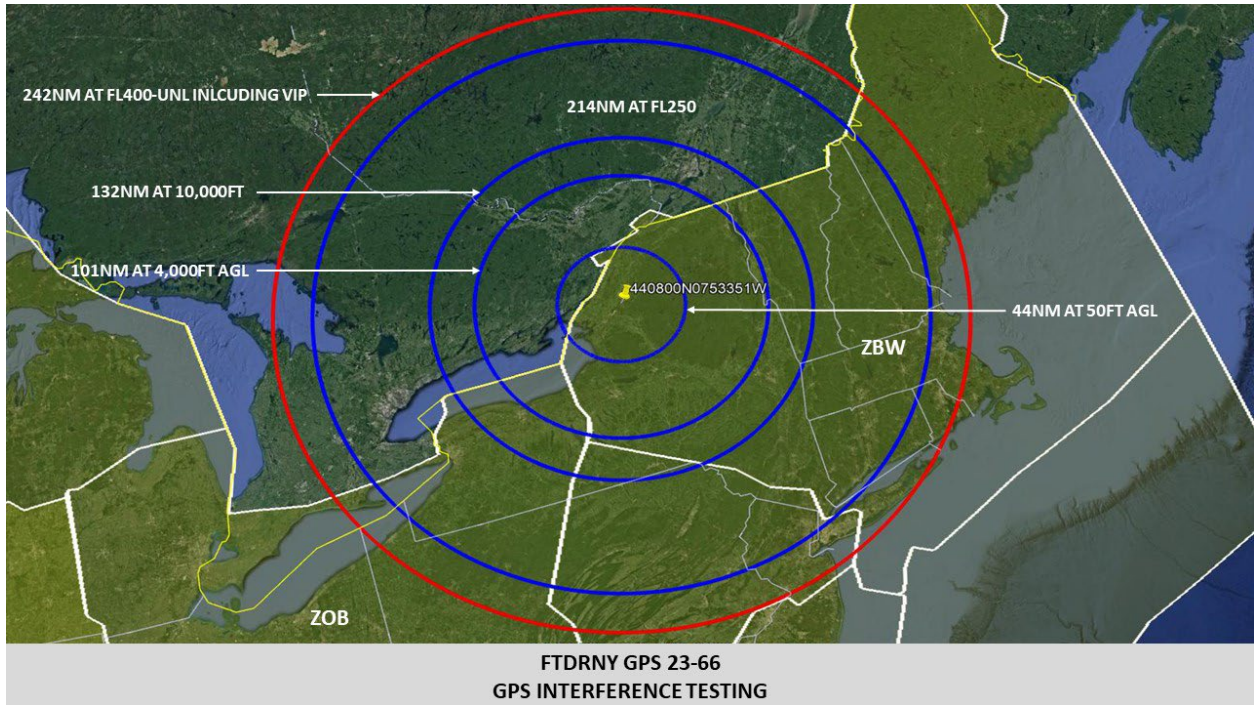 242NM AT FL400-UNL INLCUDING VIP
214NM AT FL250
132NM AT 10,000FT
101NM AT 4,000FT AGL
440800N0753351W
44NM AT 50FT AGL
ZBW
ZOB
FTDRNY GPS 23-66
GPS INTERFERENCE TESTING